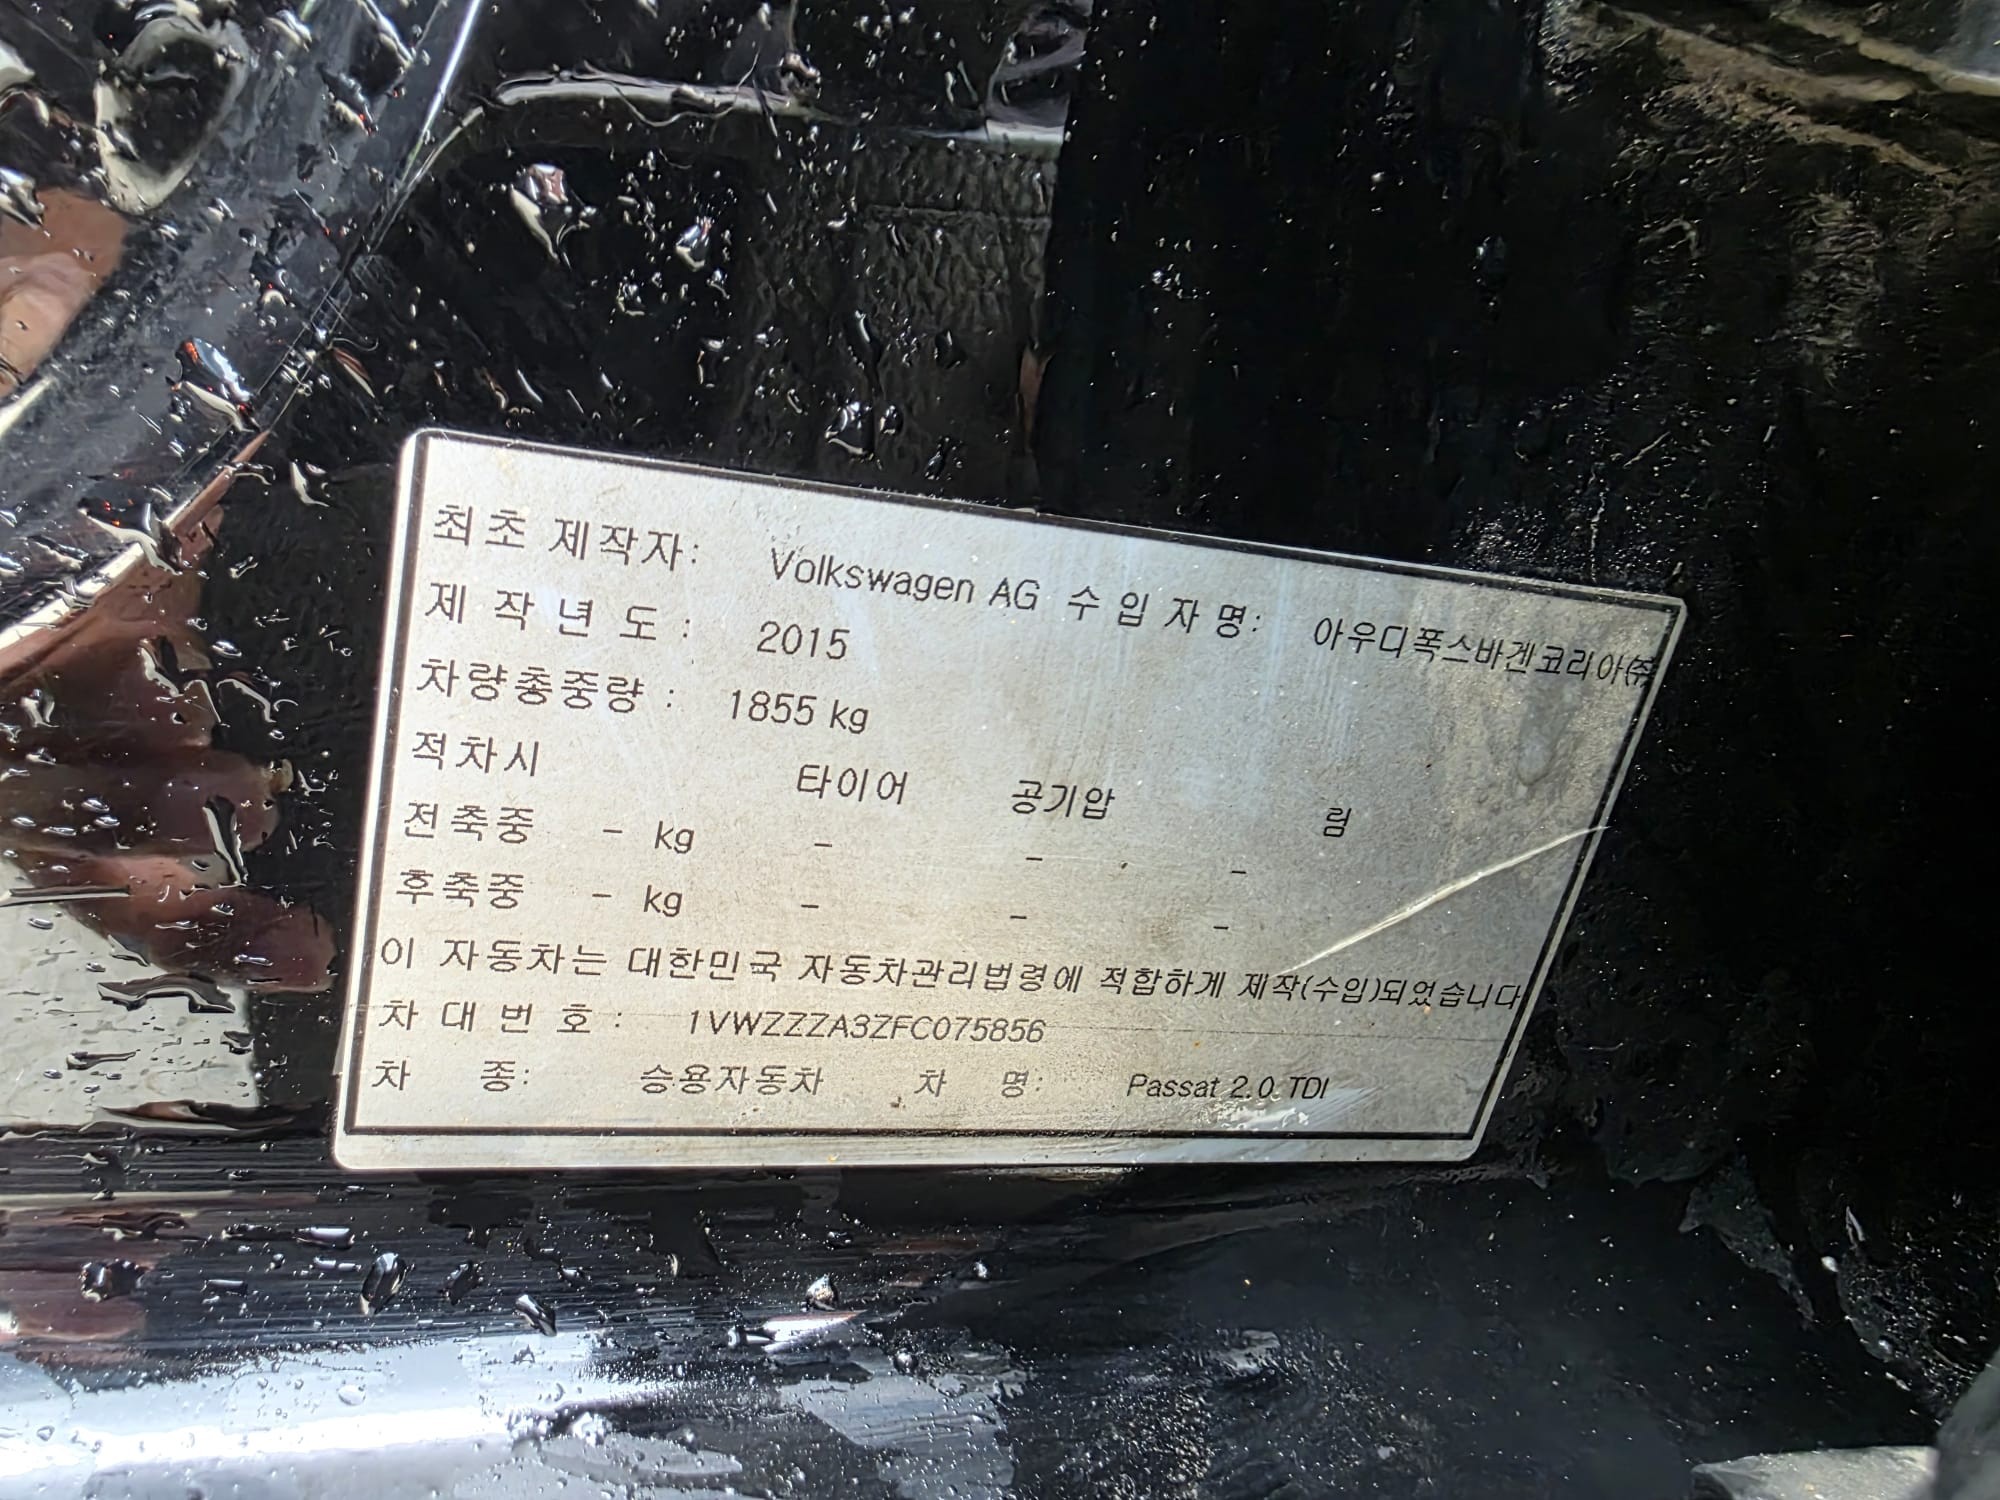 최초 제작자: Volkswagen AG 수 입 자 명: 아우디폭스바겐코리아㈜
제 작 년 도 : 2015
차량총중량 : 1855 kg
적차시 타이어 공기압 림
전축중 - kg - - -
후축중 - kg - - -
이 자동차는 대한민국 자동차관리법령에 적합하게 제작(수입)되었습니다
차 대 번 호 : 1VWZZZA3ZFC075856
차 종: 승용자동차 차 명: Passat 2.0 TDI